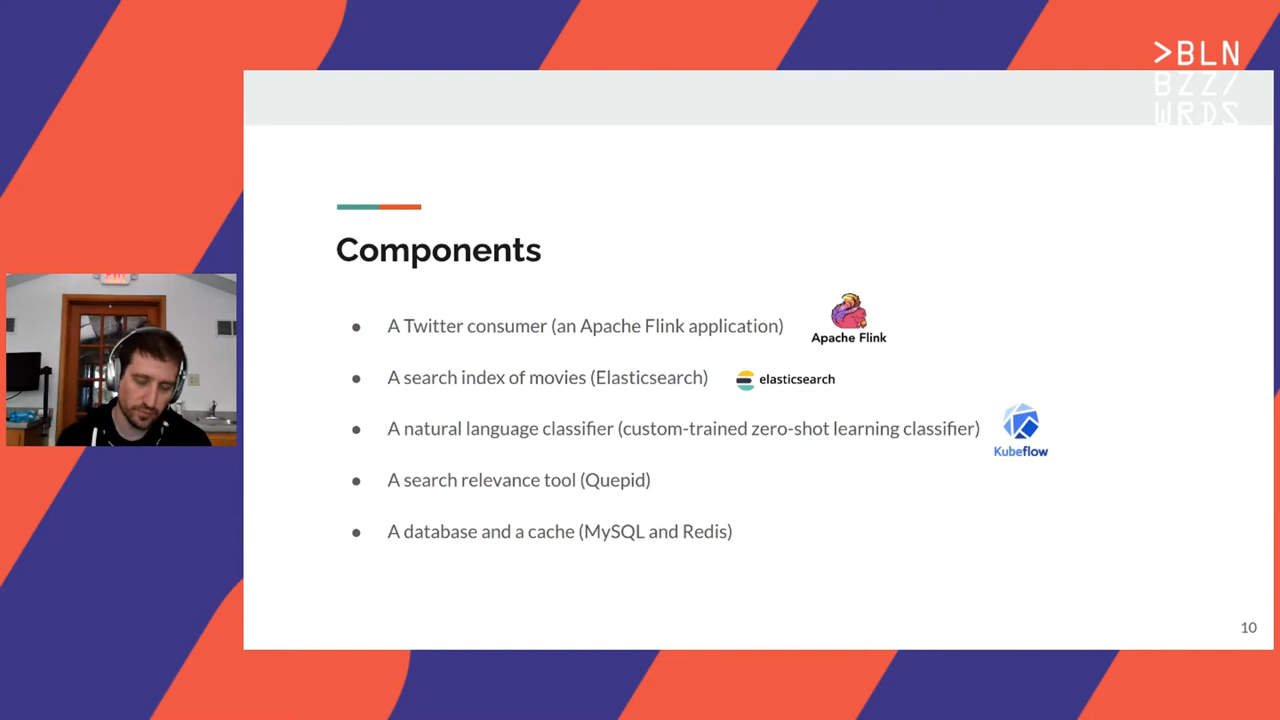 >BLN
BZZ/
WRDS
Components
● A Twitter consumer (an Apache Flink application)
Apache Flink
● A search index of movies (Elasticsearch)
elasticsearch
● A natural language classifier (custom-trained zero-shot learning classifier)
Kubeflow
● A search relevance tool (Quepid)
● A database and a cache (MySQL and Redis)
10